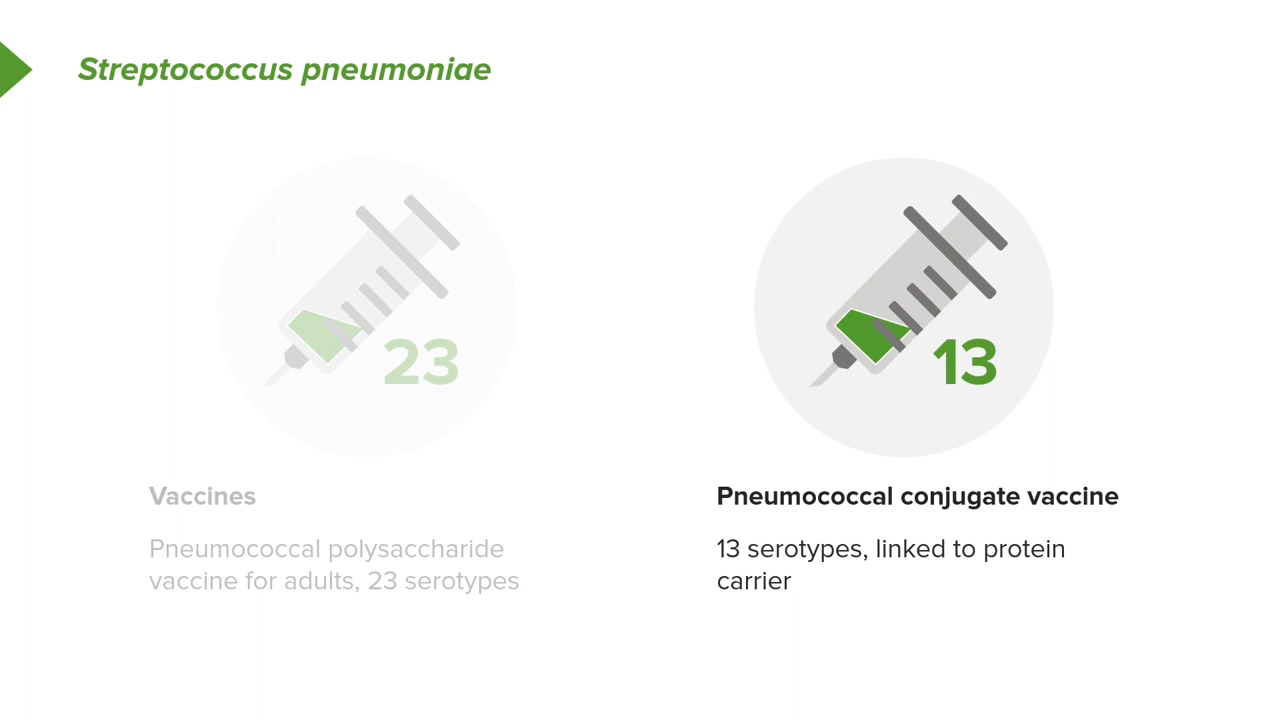 Streptococcus pneumoniae
23
13
Vaccines
Pneumococcal polysaccharide
vaccine for adults, 23 serotypes
Pneumococcal conjugate vaccine
13 serotypes, linked to protein
carrier